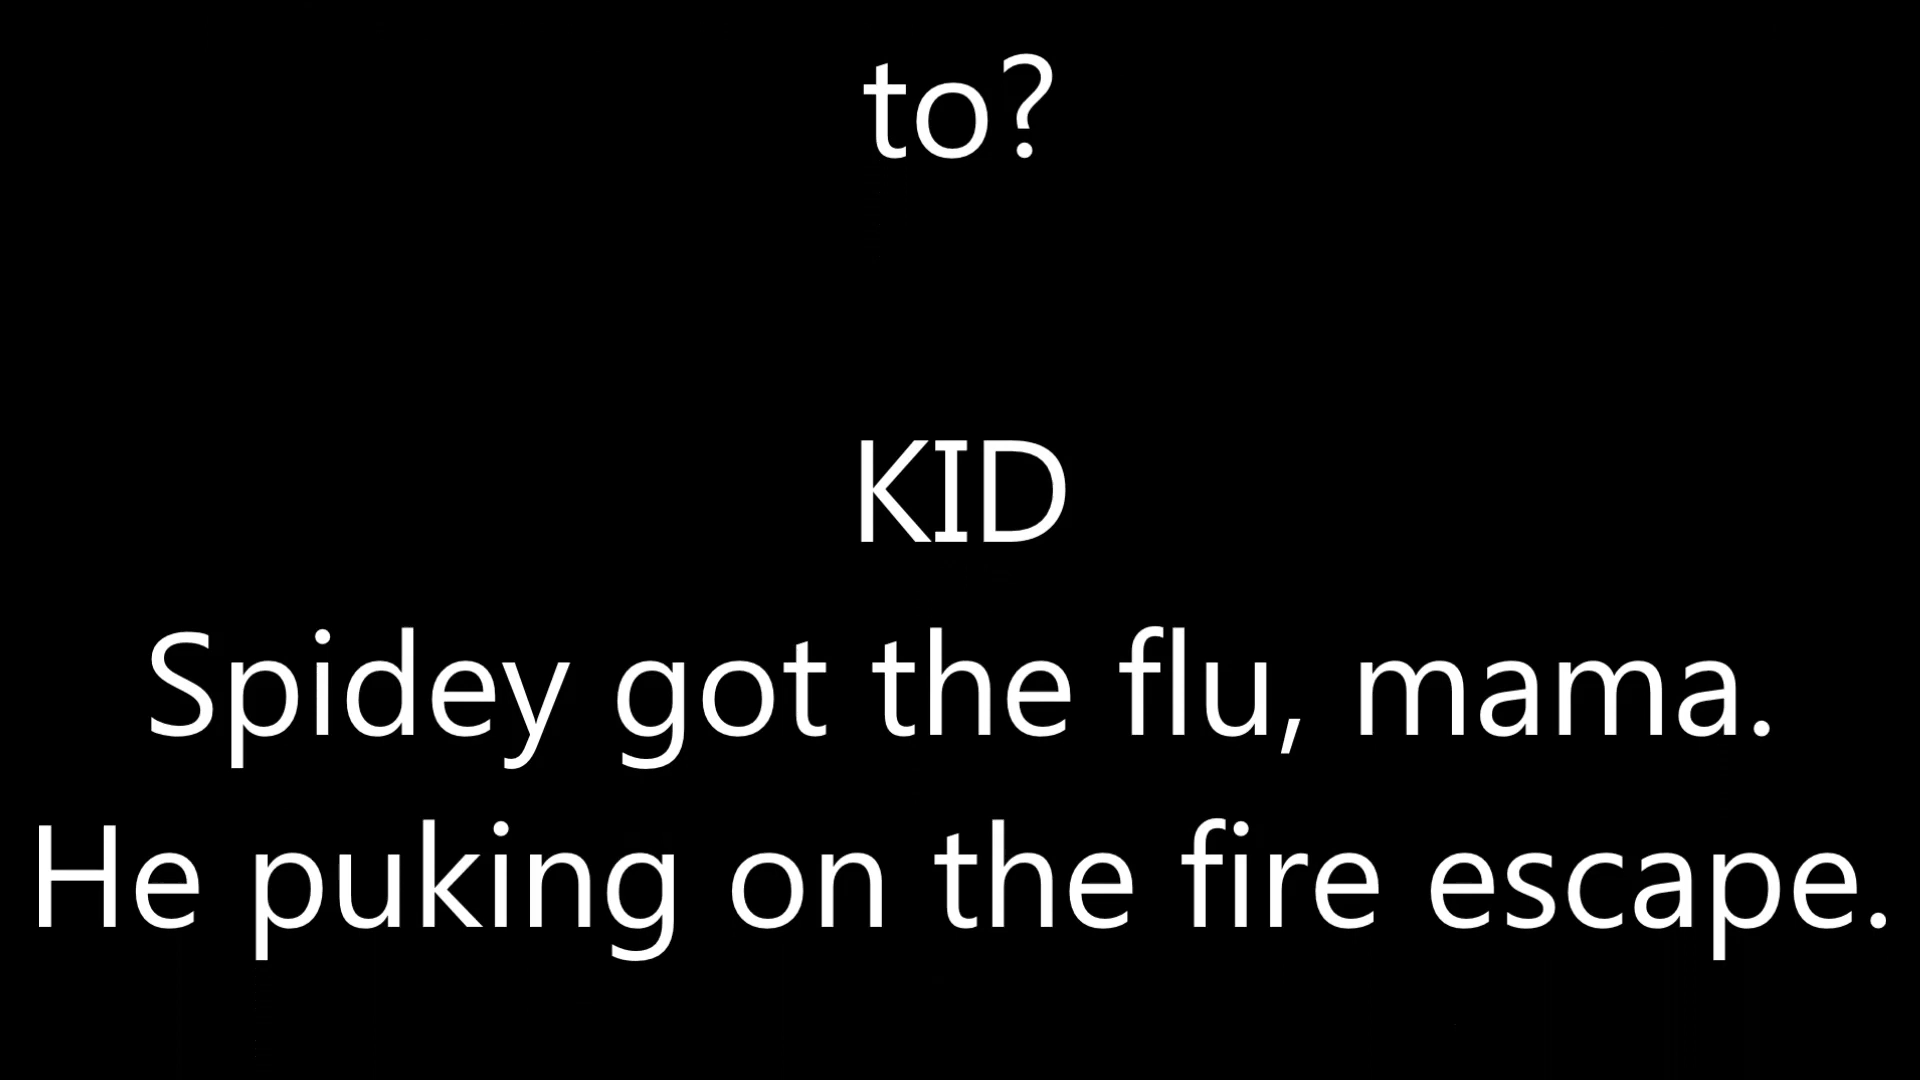 to?
KID
Spidey got the flu, mama.
He puking on the fire escape.